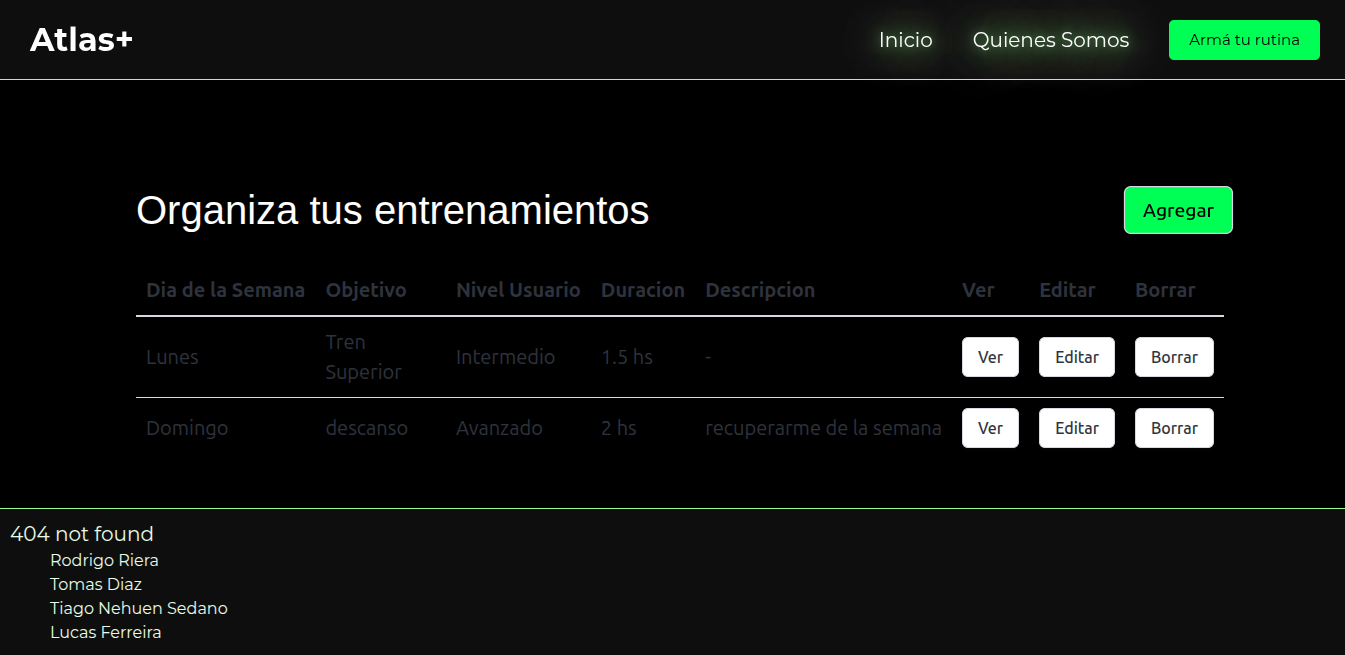 Atlas+
Inicio Quienes Somos Armá tu rutina
Organiza tus entrenamientos Agregar
Dia de la Semana Objetivo Nivel Usuario Duracion Descripcion Ver Editar Borrar
Lunes Tren Superior Intermedio 1.5 hs - Ver Editar Borrar
Domingo descanso Avanzado 2 hs recuperarme de la semana Ver Editar Borrar
404 not found
Rodrigo Riera
Tomas Diaz
Tiago Nehuen Sedano
Lucas Ferreira